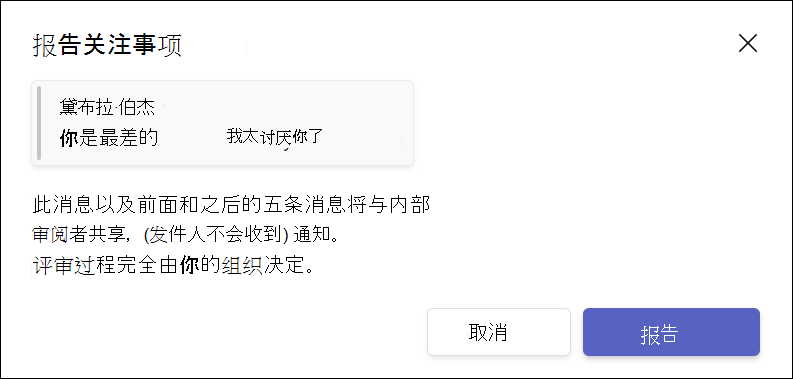 报告关注事项
黛布拉·伯杰
你是最差的 我太讨厌你了
此消息以及前面和之后的五条消息将与内部
审阅者共享，(发件人不会收到) 通知。
评审过程完全由你的组织决定。
取消 报告